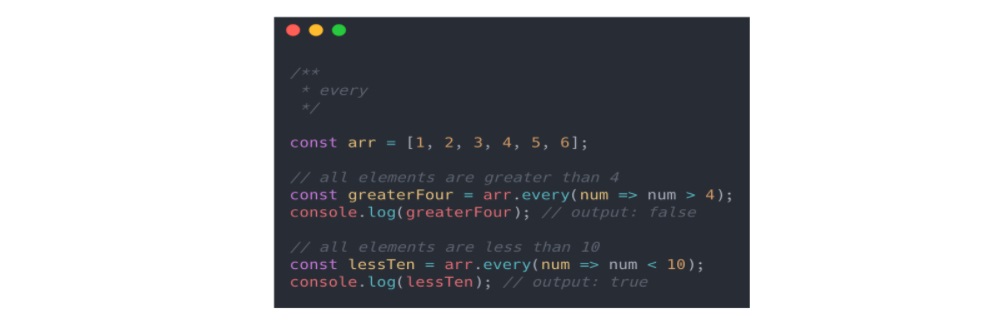 /**
 * every
 */
const arr = [1, 2, 3, 4, 5, 6];
// all elements are greater than 4
const greaterFour = arr.every(num => num > 4);
console.log(greaterFour); // output: false
// all elements are less than 10
const lessTen = arr.every(num => num < 10);
console.log(lessTen); // output: true